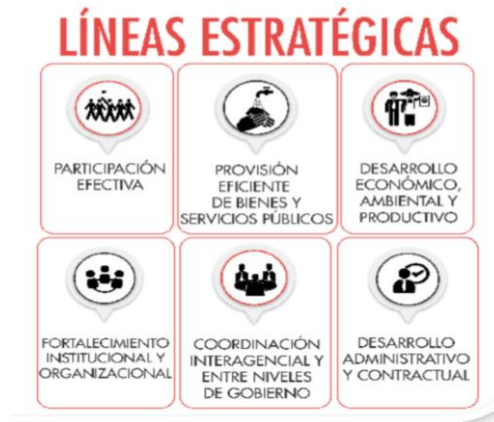 LÍNEAS ESTRATÉGICAS
PARTICIPACIÓN
EFECTIVA
PROVISIÓN
EFICIENTE
DE BIENES Y
SERVICIOS PÚBLICOS
DESARROLLO
ECONÓMICO,
AMBIENTAL Y
PRODUCTIVO
FORTALECIMIENTO
INSTITUCIONAL Y
ORGANIZACIONAL
COORDINACIÓN
INTERAGENCIAL Y
ENTRE NIVELES
DE GOBIERNO
DESARROLLO
ADMINISTRATIVO
Y CONTRACTUAL